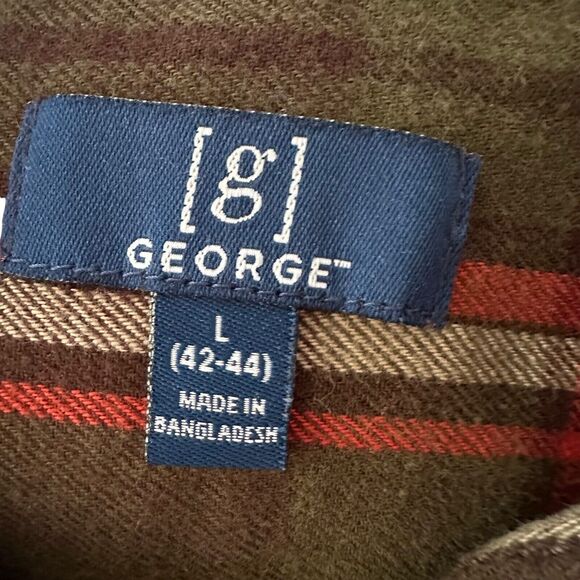 [g]
GEORGE™
L
(42-44)
MADE IN
BANGLADESH